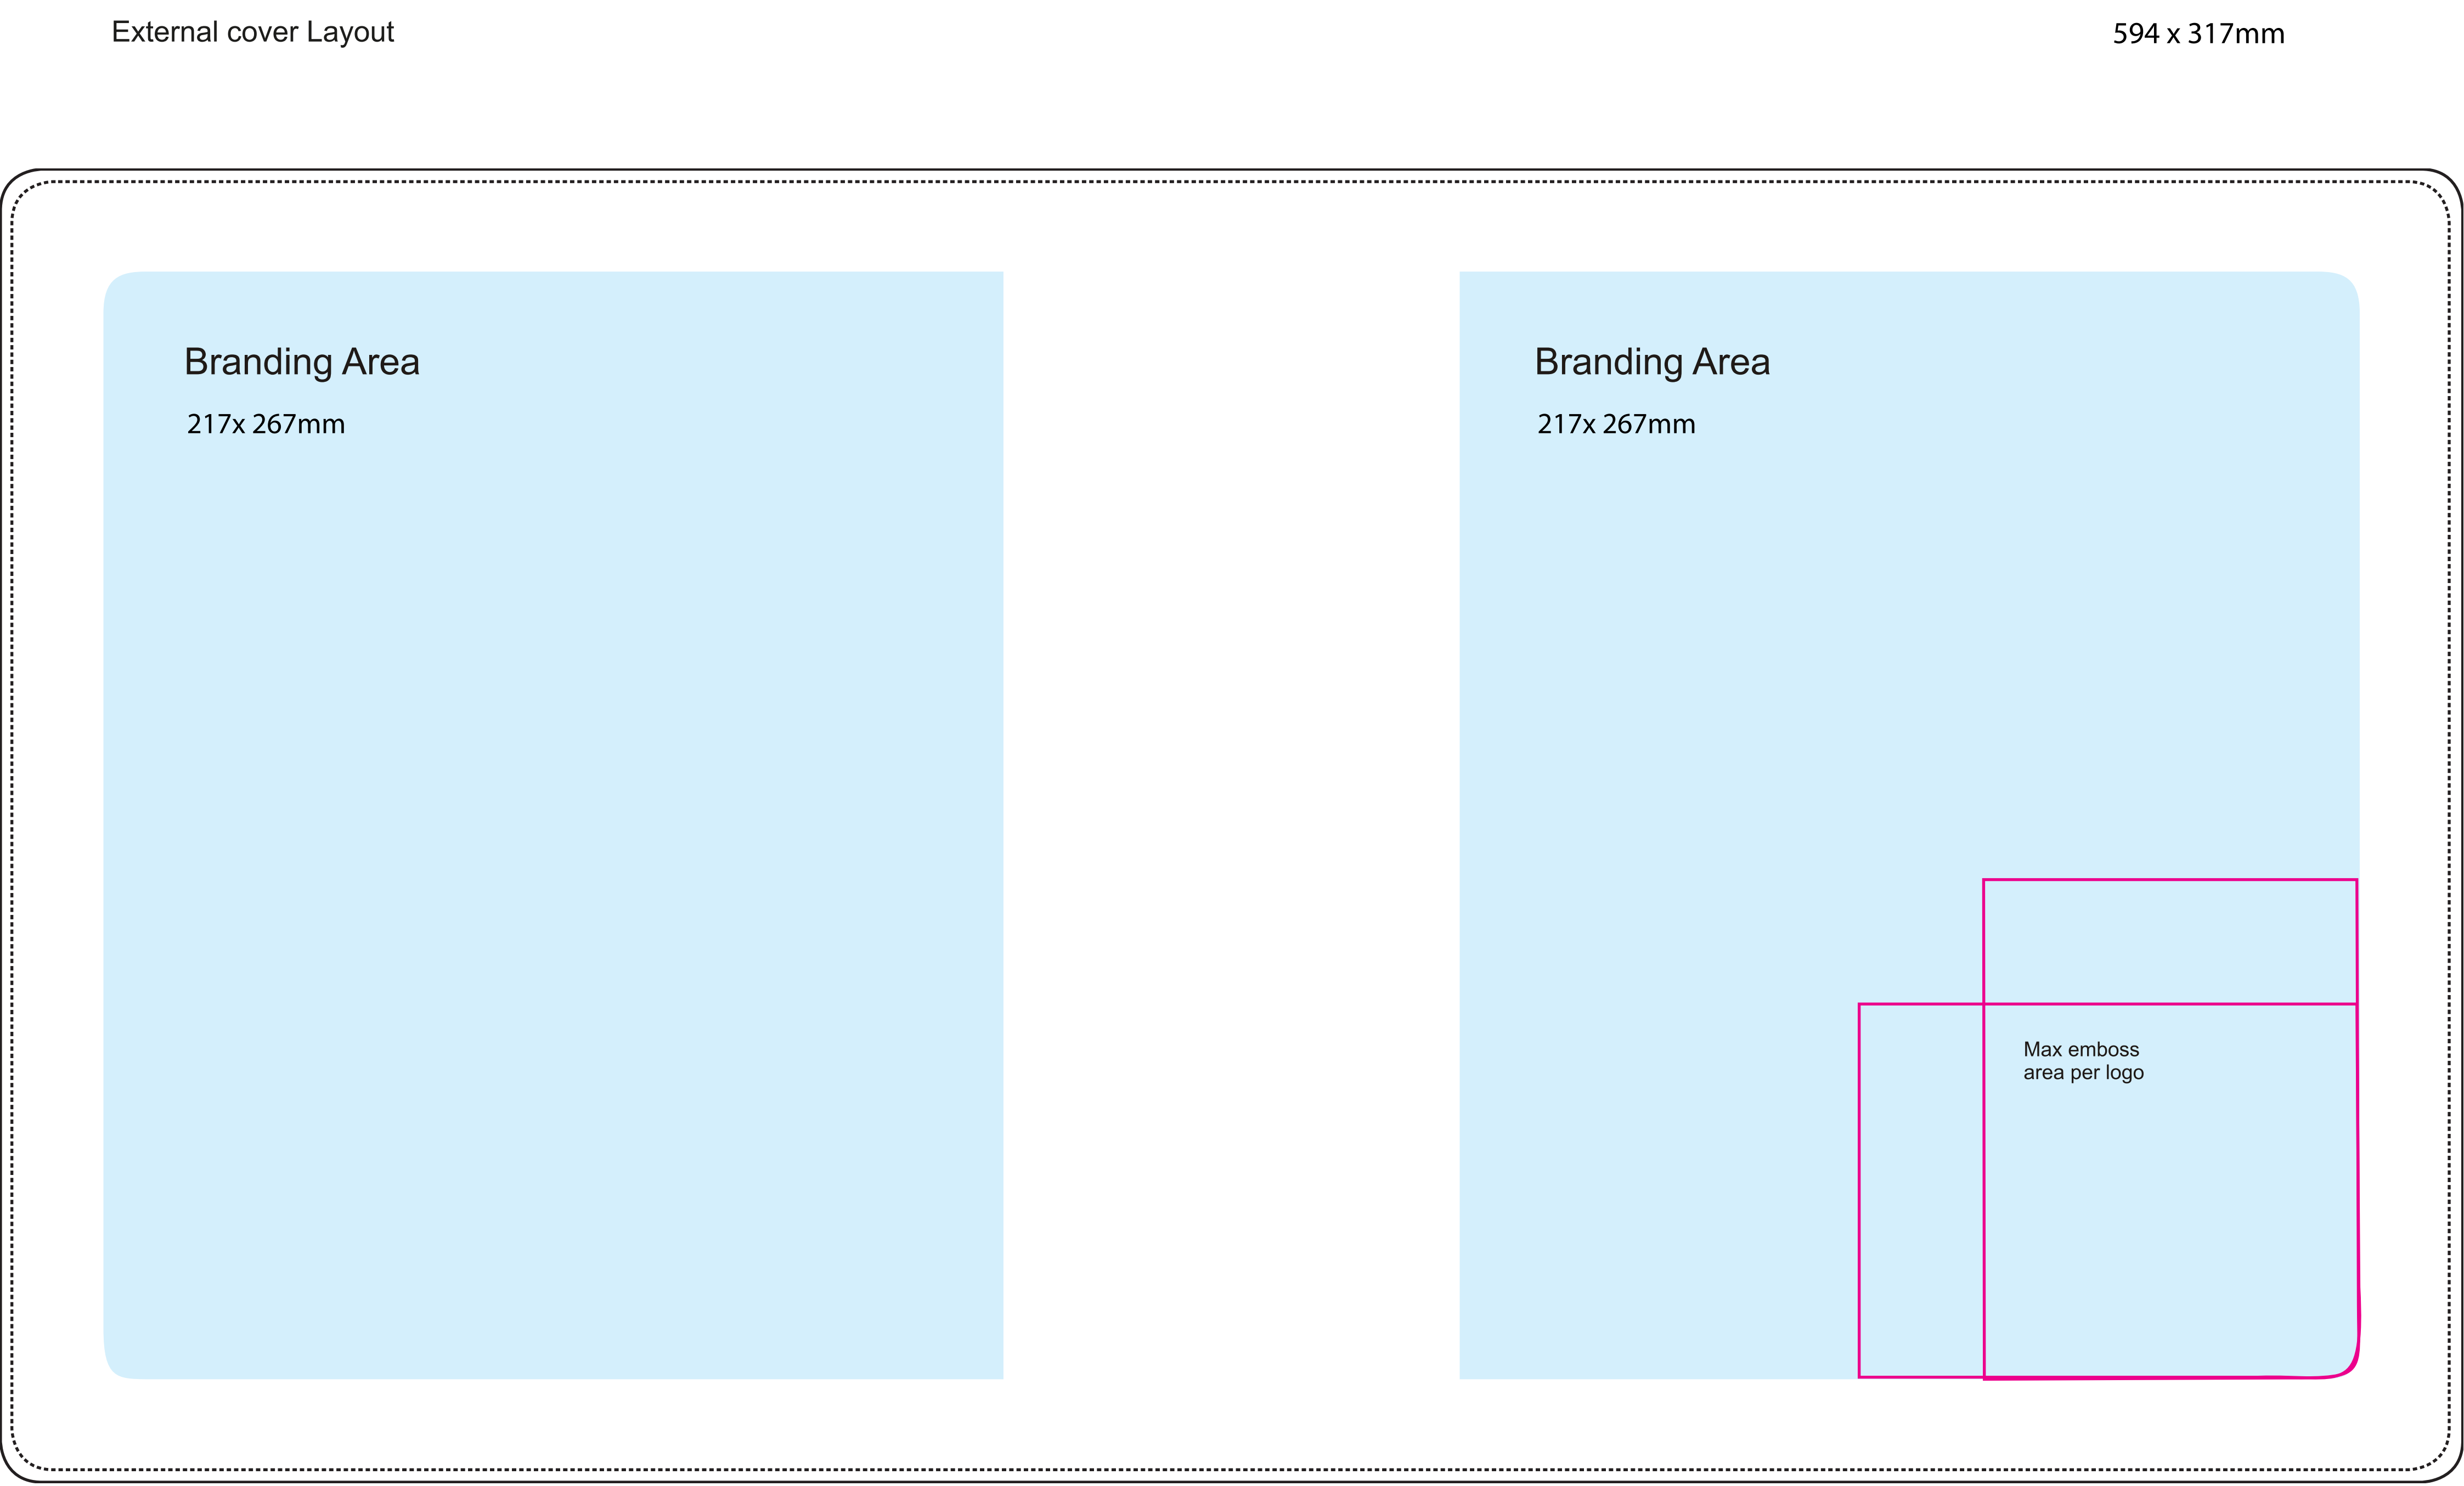 External cover Layout
594 x 317mm
Branding Area
217x 267mm
Branding Area
217x 267mm
Max emboss
area per logo